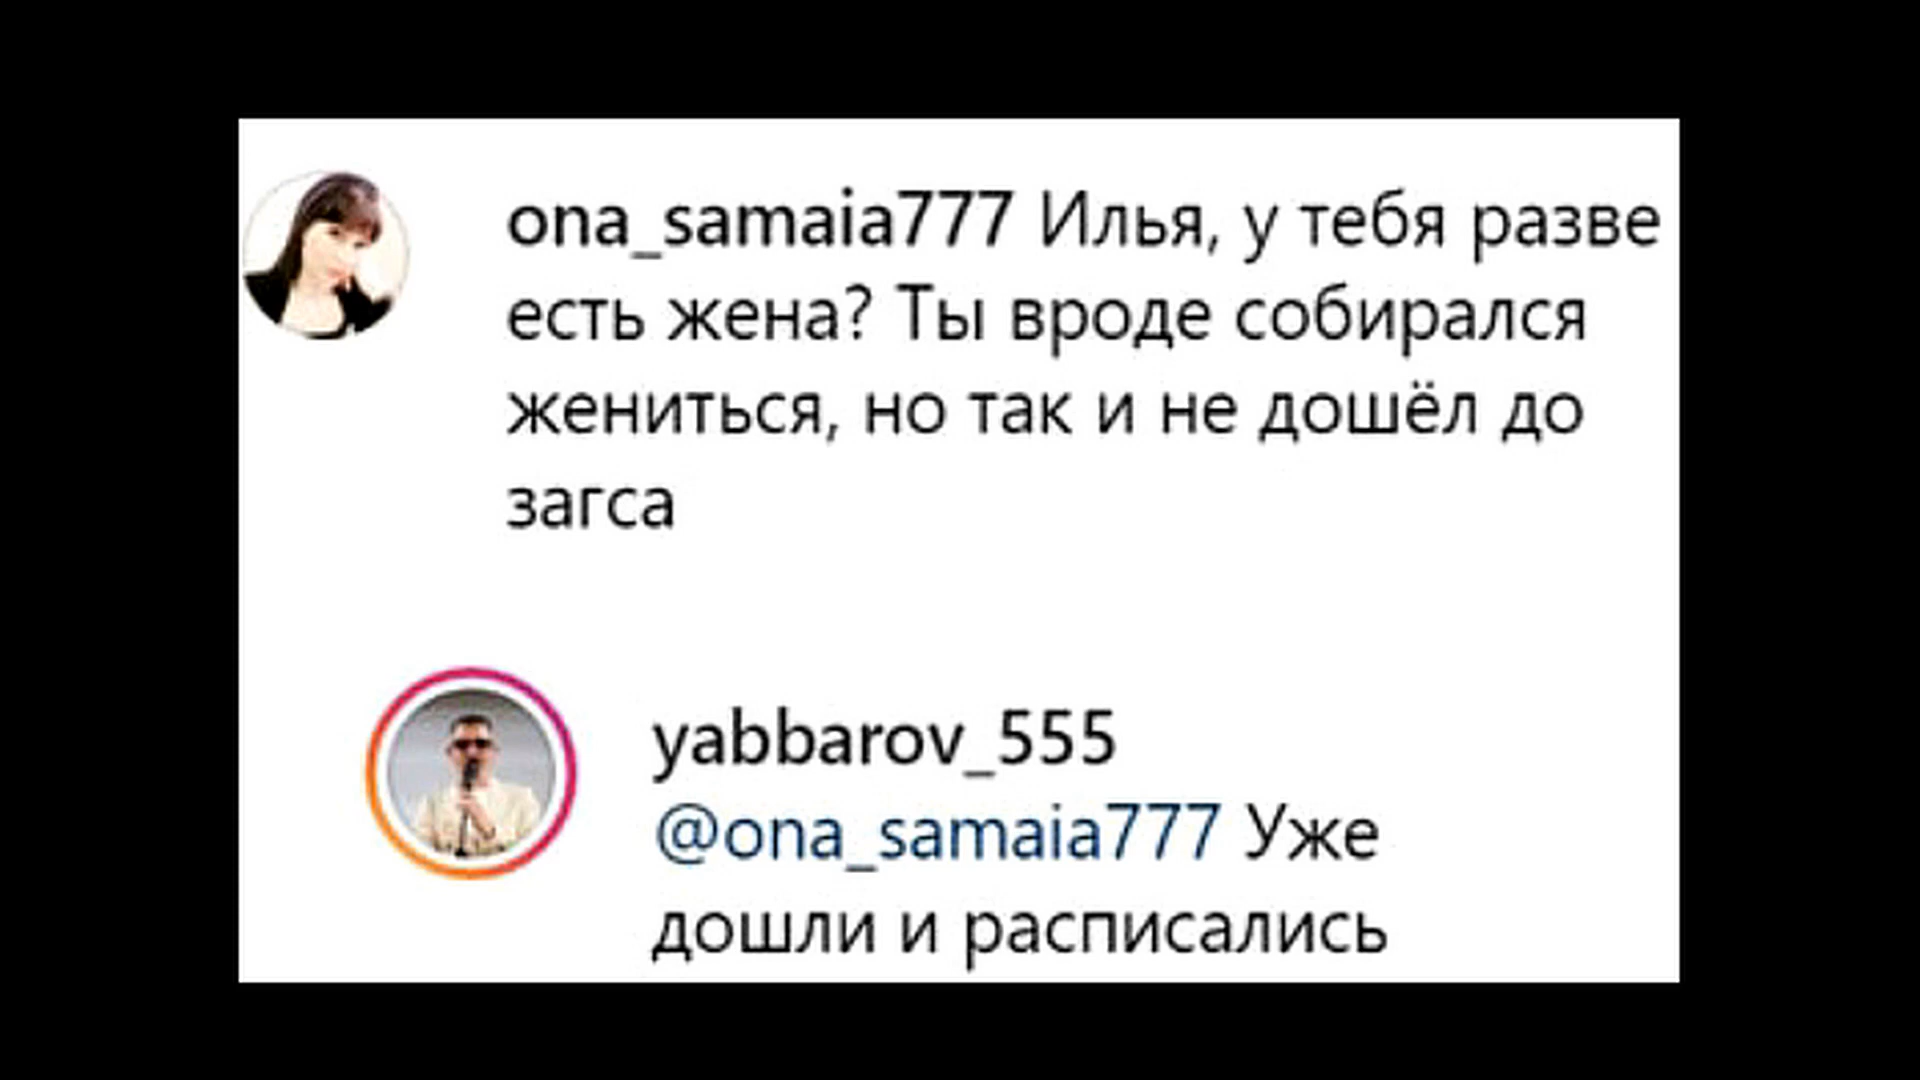 ona_samaia777 Илья, у тебя разве
есть жена? Ты вроде собирался
жениться, но так и не дошёл до
загса
yabbarov_555
@ona_samaia777 Уже
дошли и расписались